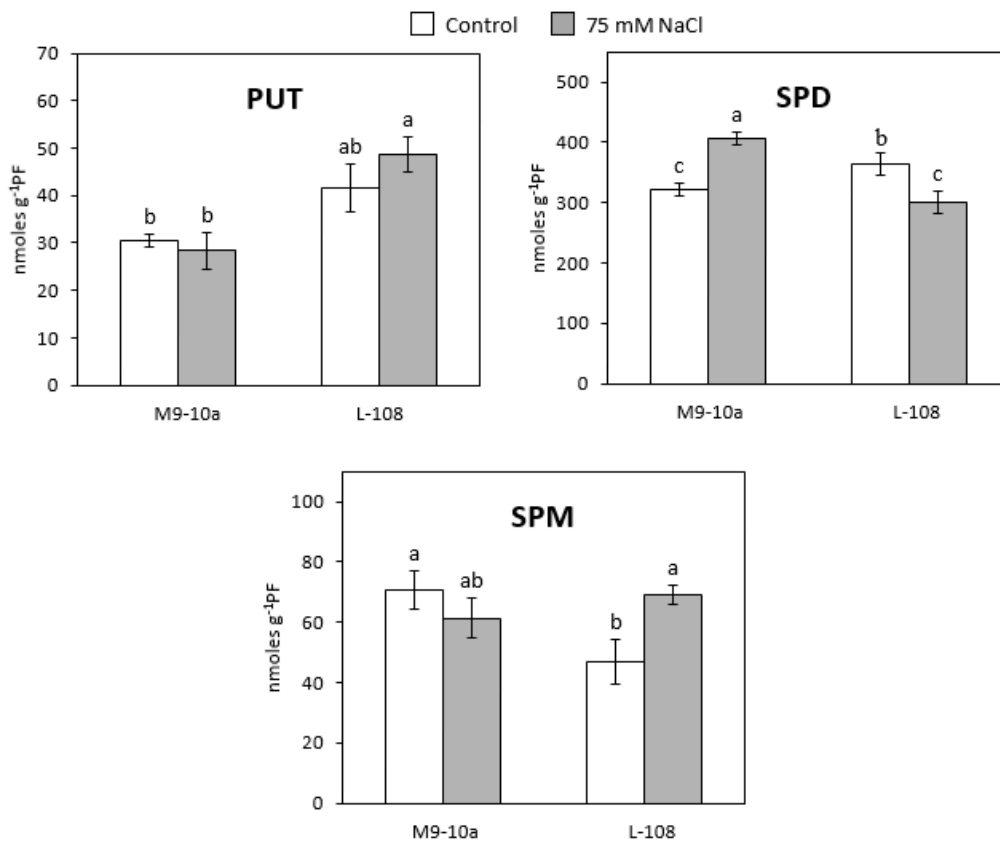 Control 75 mM NaCl
PUT
nmoles g⁻¹PF
70
60
50
40
30
20
10
0
b b ab a
M9-10a L-108
SPD
nmoles g⁻¹PF
500
400
300
200
100
0
c a b c
M9-10a L-108
SPM
nmoles g⁻¹PF
100
80
60
40
20
0
a ab b a
M9-10a L-108